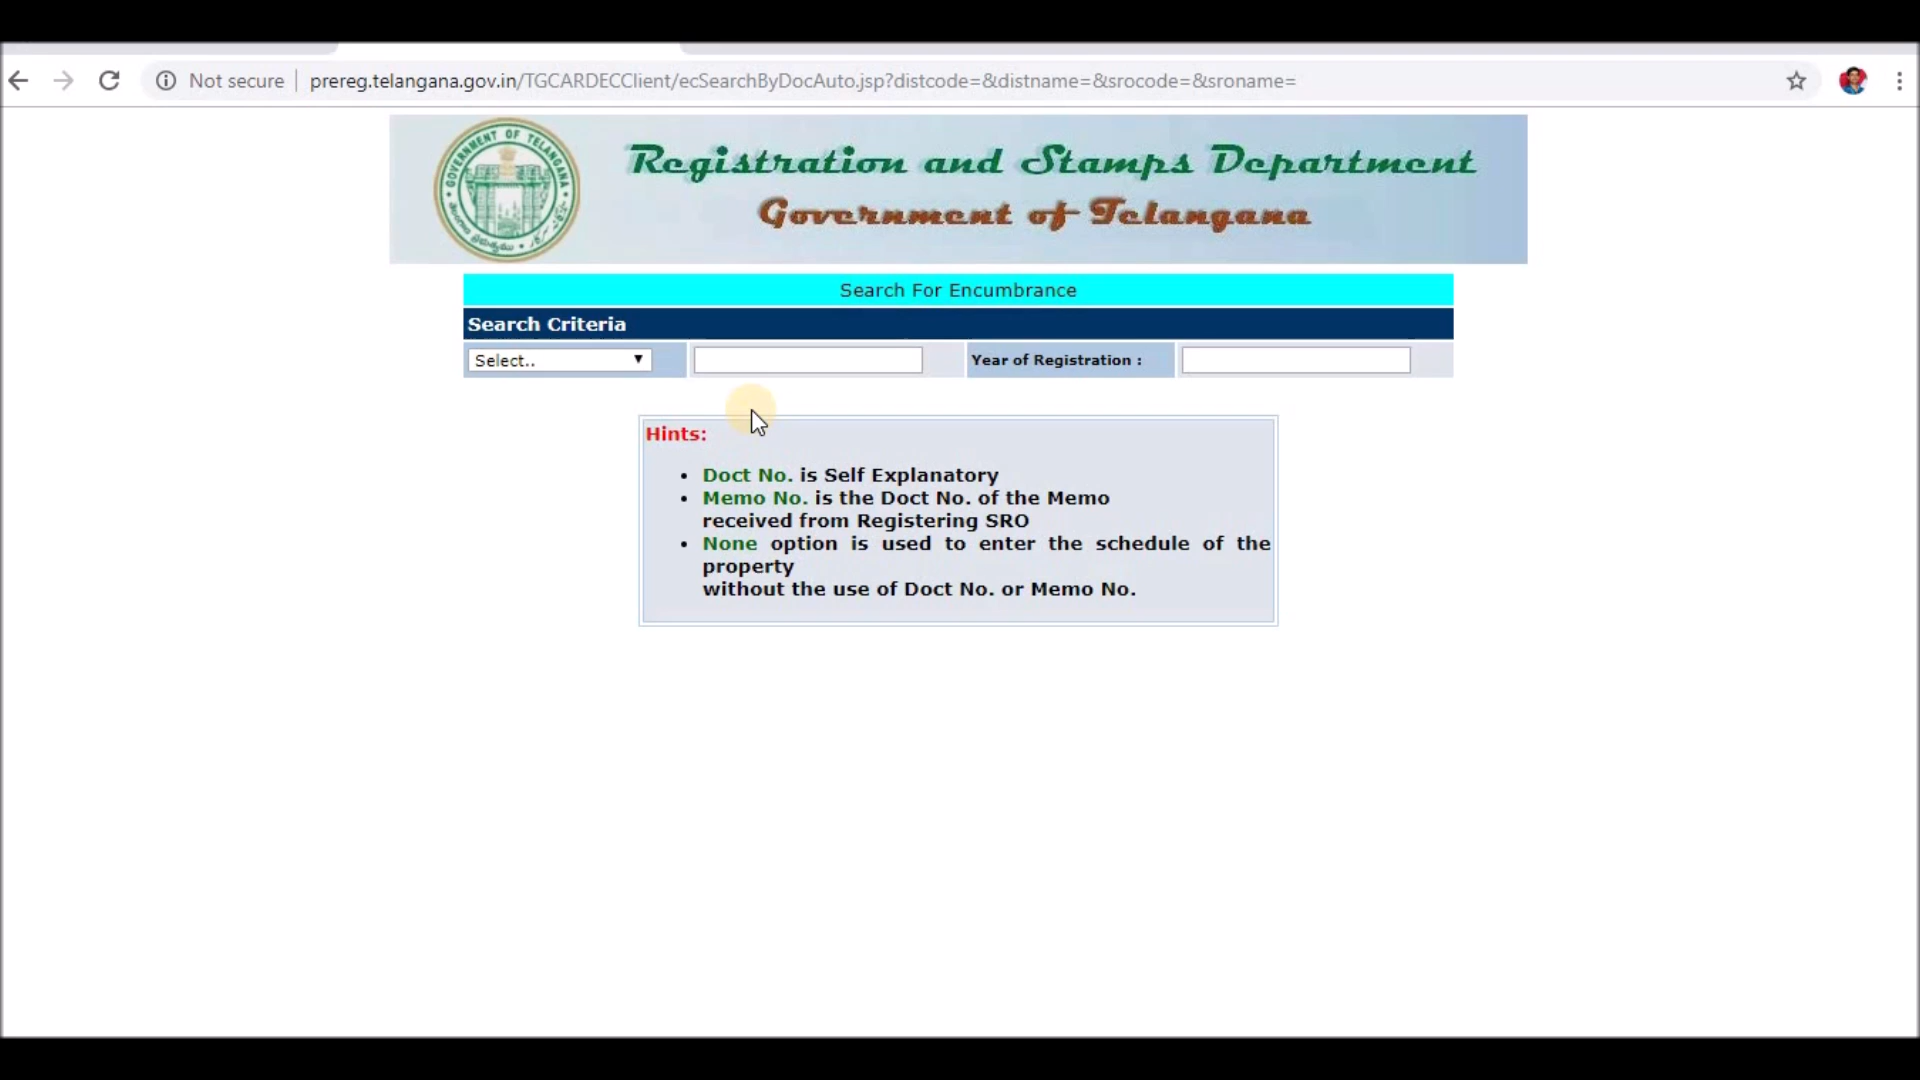 Not secure prereg.telangana.gov.in/TGCARDECClient/ecSearchByDocAuto.jsp?distcode=&distname=&srocode=&sroname=
GOVERNMENT OF TELANGANA
Registration and Stamps Department
Government of Telangana
Search For Encumbrance
Search Criteria
Select.. Year of Registration :
Hints:
• Doct No. is Self Explanatory
• Memo No. is the Doct No. of the Memo
received from Registering SRO
• None option is used to enter the schedule of the
property
without the use of Doct No. or Memo No.